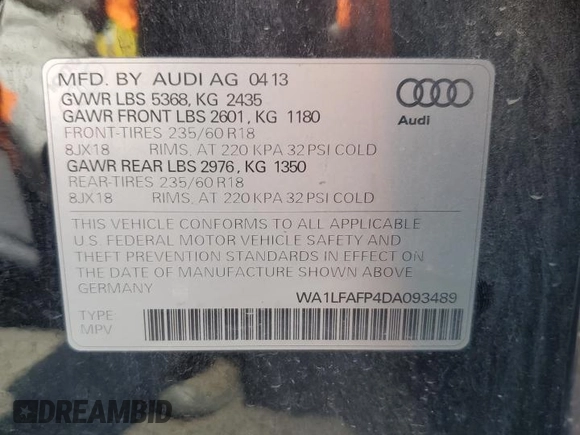 MFD. BY AUDI AG 0413
GVWR LBS 5368, KG 2435
GAWR FRONT LBS 2601, KG 1180
FRONT-TIRES 235/60 R18
8JX18 RIMS, AT 220 KPA 32 PSI COLD
GAWR REAR LBS 2976, KG 1350
REAR-TIRES 235/60 R18
8JX18 RIMS, AT 220 KPA 32 PSI COLD
Audi
THIS VEHICLE CONFORMS TO ALL APPLICABLE
U.S. FEDERAL MOTOR VEHICLE SAFETY AND
THEFT PREVENTION STANDARDS IN EFFECT ON
THE DATE OF MANUFACTURE SHOWN ABOVE.
GERMANY
WA1LFAFP4DA093489
TYPE
MPV
DREAMBID